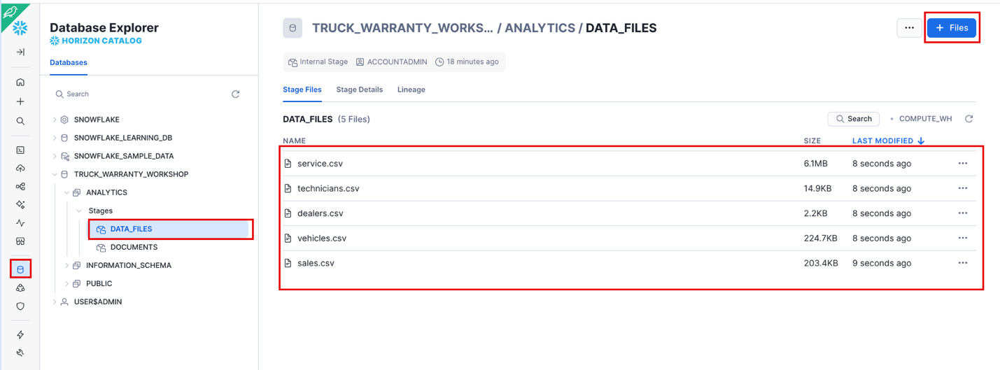 Database Explorer
HORIZON CATALOG
Databases
Search
SNOWFLAKE
SNOWFLAKE_LEARNING_DB
SNOWFLAKE_SAMPLE_DATA
TRUCK_WARRANTY_WORKSHOP
ANALYTICS
Stages
DATA_FILES
DOCUMENTS
INFORMATION_SCHEMA
PUBLIC
USER$ADMIN
TRUCK_WARRANTY_WORKS... / ANALYTICS / DATA_FILES
... + Files
Internal Stage ACCOUNTADMIN 18 minutes ago
Stage Files Stage Details Lineage
DATA_FILES (5 Files) Search • COMPUTE_WH
NAME SIZE LAST MODIFIED ↓
service.csv 6.1MB 8 seconds ago ...
technicians.csv 14.9KB 8 seconds ago ...
dealers.csv 2.2KB 8 seconds ago ...
vehicles.csv 224.7KB 8 seconds ago ...
sales.csv 203.4KB 9 seconds ago ...